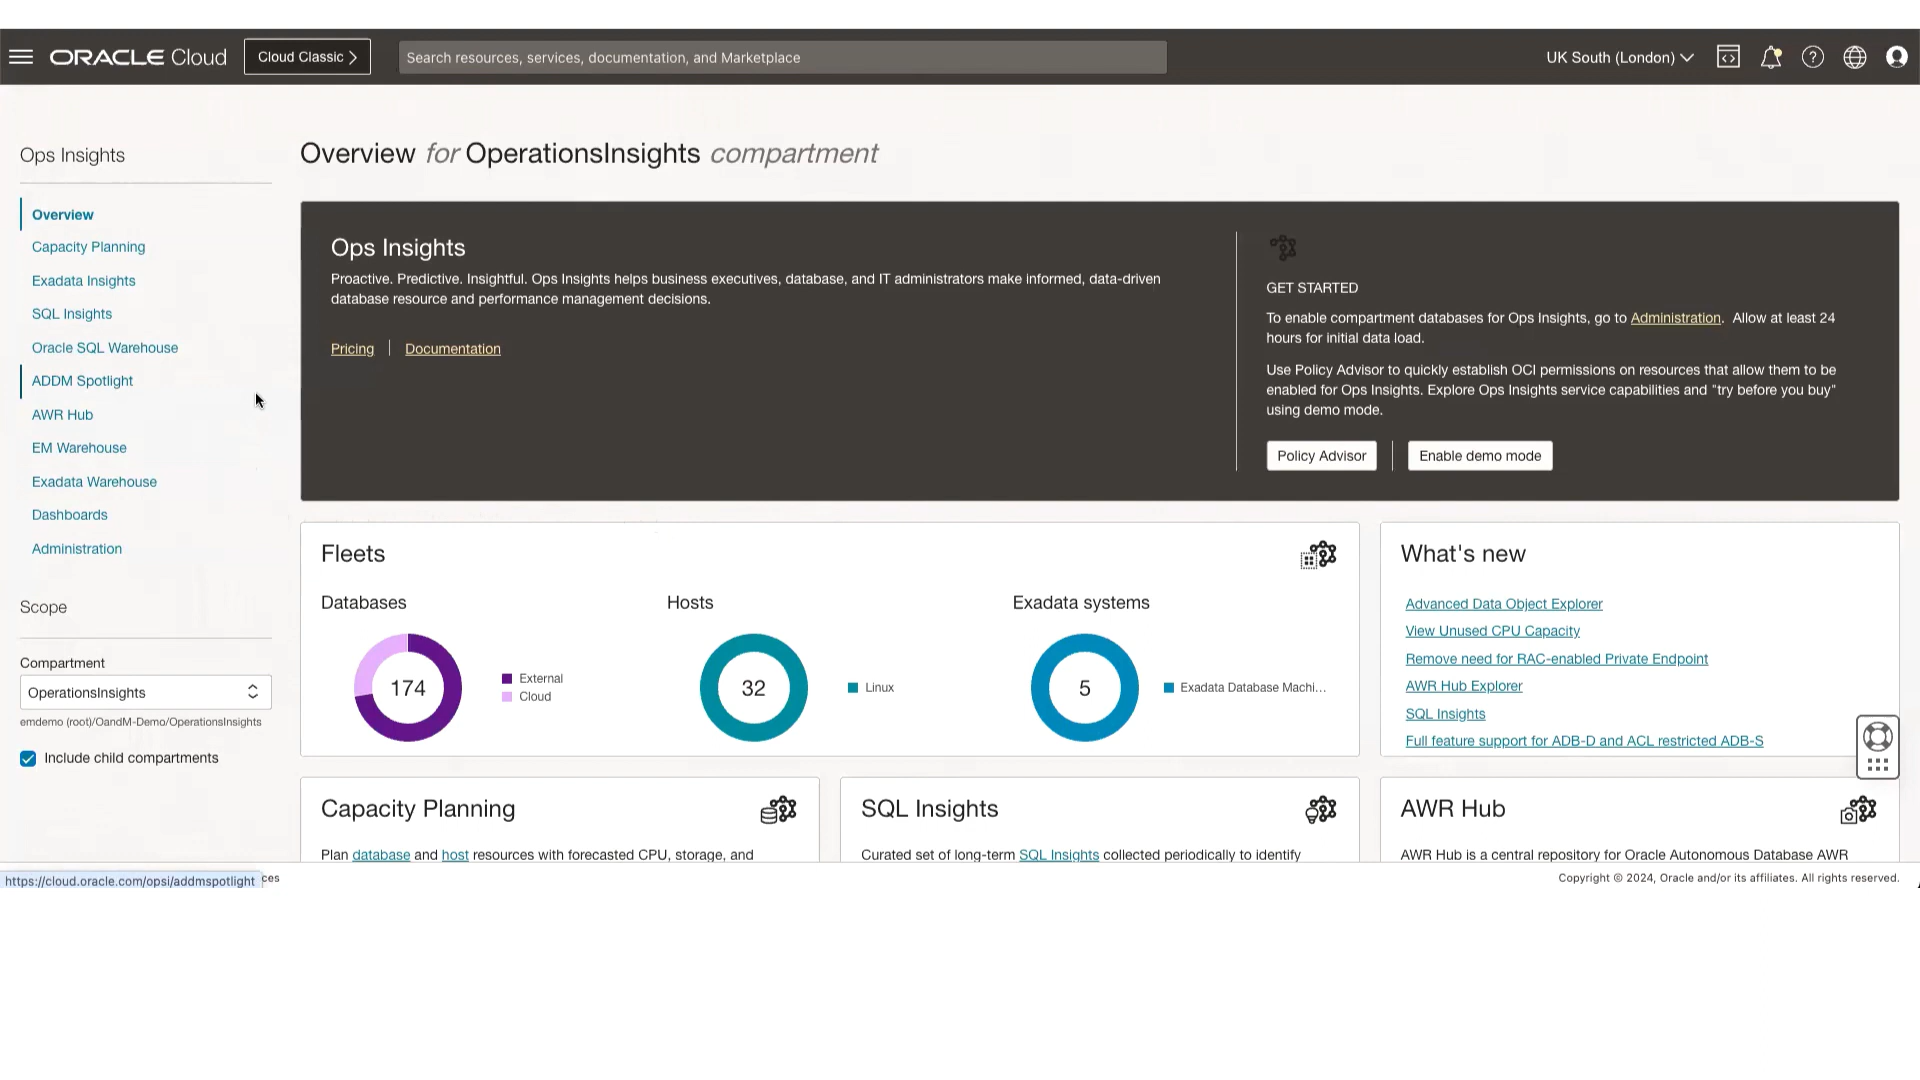 ORACLE Cloud
Cloud Classic
Search resources, services, documentation, and Marketplace
UK South (London)
Ops Insights
Overview
Capacity Planning
Exadata Insights
SQL Insights
Oracle SQL Warehouse
ADDM Spotlight
AWR Hub
EM Warehouse
Exadata Warehouse
Dashboards
Administration
Scope
Compartment
OperationsInsights
emdemo (root)/OandM-Demo/OperationsInsights
Include child compartments
Overview for OperationsInsights compartment
Ops Insights
Proactive. Predictive. Insightful. Ops Insights helps business executives, database, and IT administrators make informed, data-driven
database resource and performance management decisions.
Pricing
Documentation
GET STARTED
To enable compartment databases for Ops Insights, go to Administration. Allow at least 24
hours for initial data load.
Use Policy Advisor to quickly establish OCI permissions on resources that allow them to be
enabled for Ops Insights. Explore Ops Insights service capabilities and "try before you buy"
using demo mode.
Policy Advisor
Enable demo mode
Fleets
Databases
174
External
Cloud
Hosts
32
Linux
Exadata systems
5
Exadata Database Machi...
What's new
Advanced Data Object Explorer
View Unused CPU Capacity
Remove need for RAC-enabled Private Endpoint
AWR Hub Explorer
SQL Insights
Full feature support for ADB-D and ACL restricted ADB-S
Capacity Planning
Plan database and host resources with forecasted CPU, storage, and
SQL Insights
Curated set of long-term SQL Insights collected periodically to identify
AWR Hub
AWR Hub is a central repository for Oracle Autonomous Database AWR
https://cloud.oracle.com/opsi/addmspotlight
ces
Copyright © 2024, Oracle and/or its affiliates. All rights reserved.